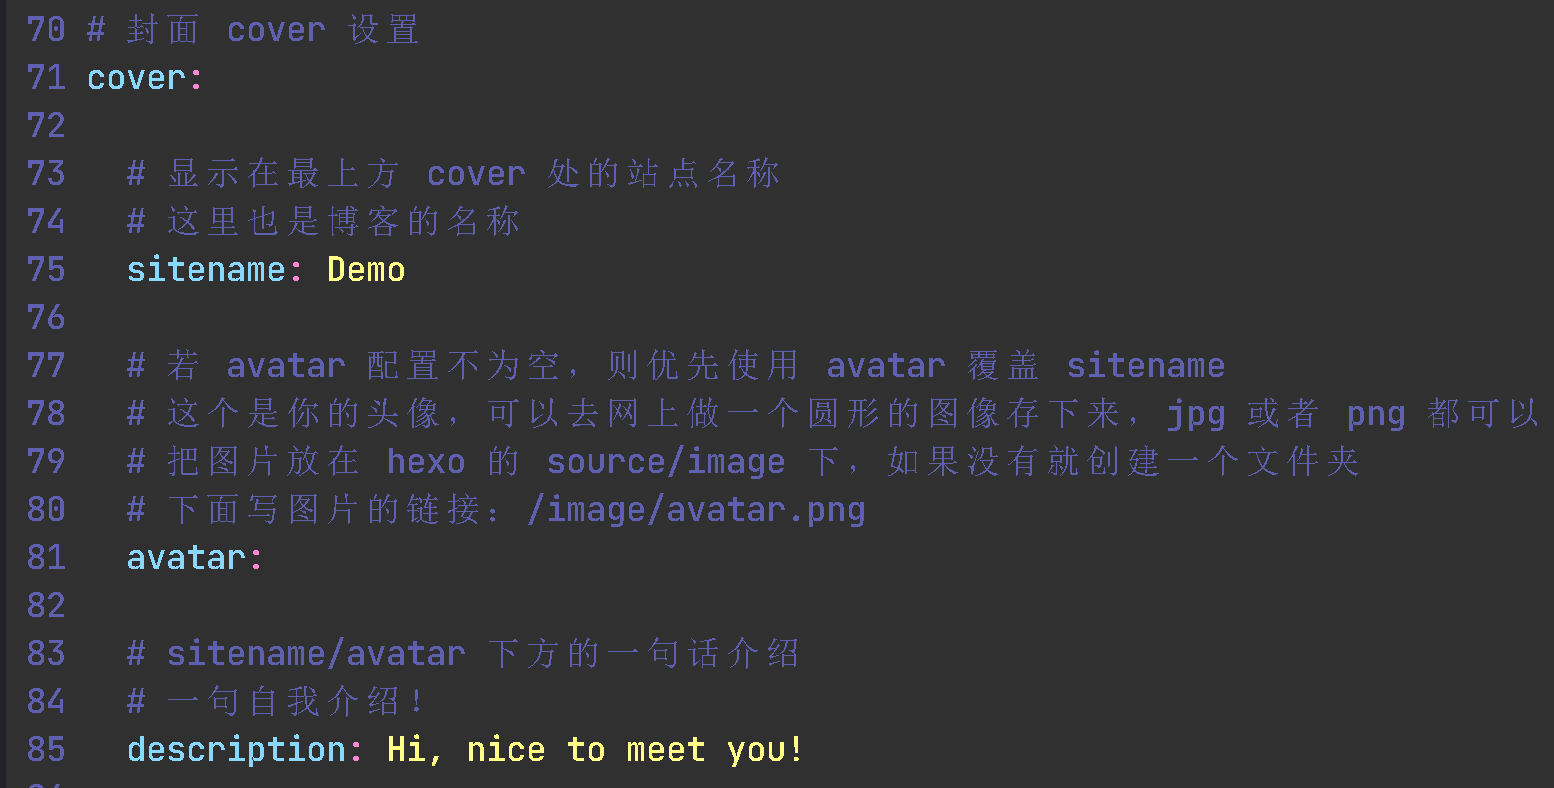 70 # 封面 cover 设置
71 cover:
72
73   # 显示在最上方 cover 处的站点名称
74   # 这里也是博客的名称
75   sitename: Demo
76
77   # 若 avatar 配置不为空，则优先使用 avatar 覆盖 sitename
78   # 这个是你的头像，可以去网上做一个圆形的图像存下来，jpg 或者 png 都可以
79   # 把图片放在 hexo 的 source/image 下，如果没有就创建一个文件夹
80   # 下面写图片的链接：/image/avatar.png
81   avatar:
82
83   # sitename/avatar 下方的一句话介绍
84   # 一句自我介绍！
85   description: Hi, nice to meet you!